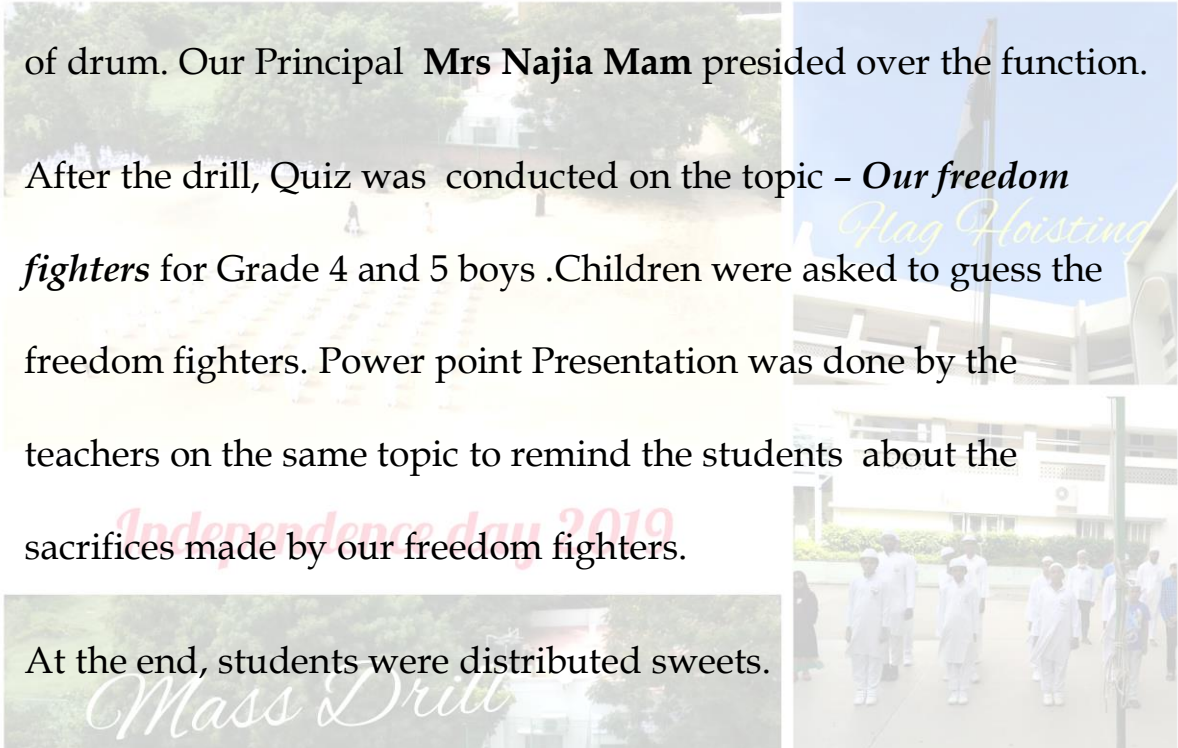 of drum. Our Principal Mrs Najia Mam presided over the function.
After the drill, Quiz was conducted on the topic – Our freedom
Flag Hoisting
fighters for Grade 4 and 5 boys .Children were asked to guess the
freedom fighters. Power point Presentation was done by the
teachers on the same topic to remind the students about the
Independence day 2019
sacrifices made by our freedom fighters.
At the end, students were distributed sweets.
Mass Drill